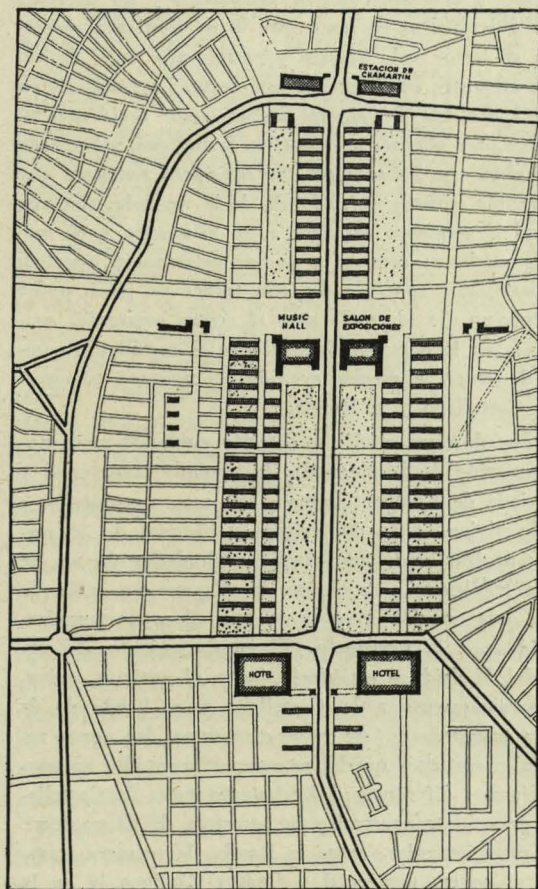 ESTACION DE
CHAMARTIN
MUSIC
HALL
SALON DE
EXPOSICIONES
HOTEL
HOTEL